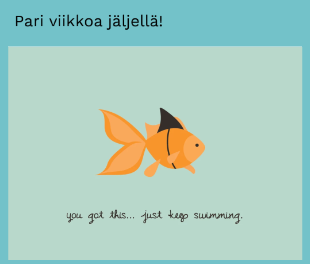 Pari viikkoa jäljellä!
you got this... just keep swimming.